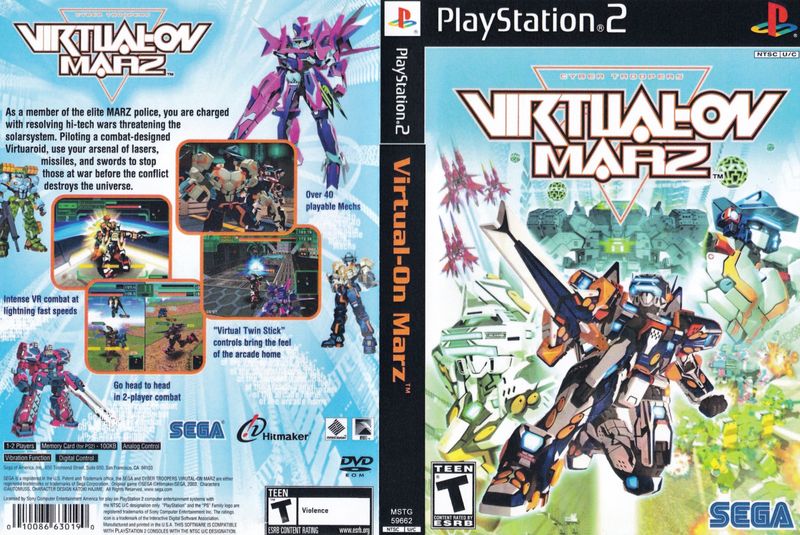 CYBER TROOPERS
VIRTUAL-ON
MARZ™
As a member of the elite MARZ police, you are charged
with resolving hi-tech wars threatening the
solarsystem. Piloting a combat-designed
Virtuaroid, use your arsenal of lasers,
missiles, and swords to stop
those at war before the conflict
destroys the universe.
Over 40
playable Mechs
Intense VR combat at
lightning fast speeds
"Virtual Twin Stick"
controls bring the feel
of the arcade home
Go head to head
in 2-player combat
SEGA
Hitmaker
1-2 Players
Memory Card (for PS2) - 100KB
Analog Control
Vibration Function
Digital Control
DVD
ROM
TEEN
T
Violence
ESRB CONTENT RATING www.esrb.org
0 10086 63019 0
PlayStation®2
Virtual-On Marz™
MSTG
59662
NTSC U/C
PlayStation®2
NTSC U/C
CYBER TROOPERS
VIRTUAL-ON
MARZ™
TEEN
T
CONTENT RATED BY
ESRB
SEGA